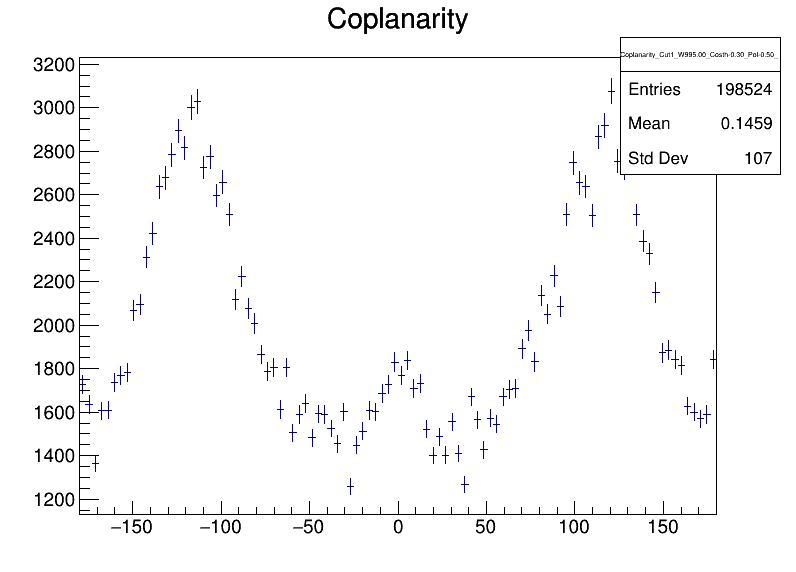 Coplanarity
Coplanarity_Cut1_W995.00_Costh-0.30_Pol-0.50_
Entries 198524
Mean 0.1459
Std Dev 107
3200
3000
2800
2600
2400
2200
2000
1800
1600
1400
1200
−150 −100 −50 0 50 100 150